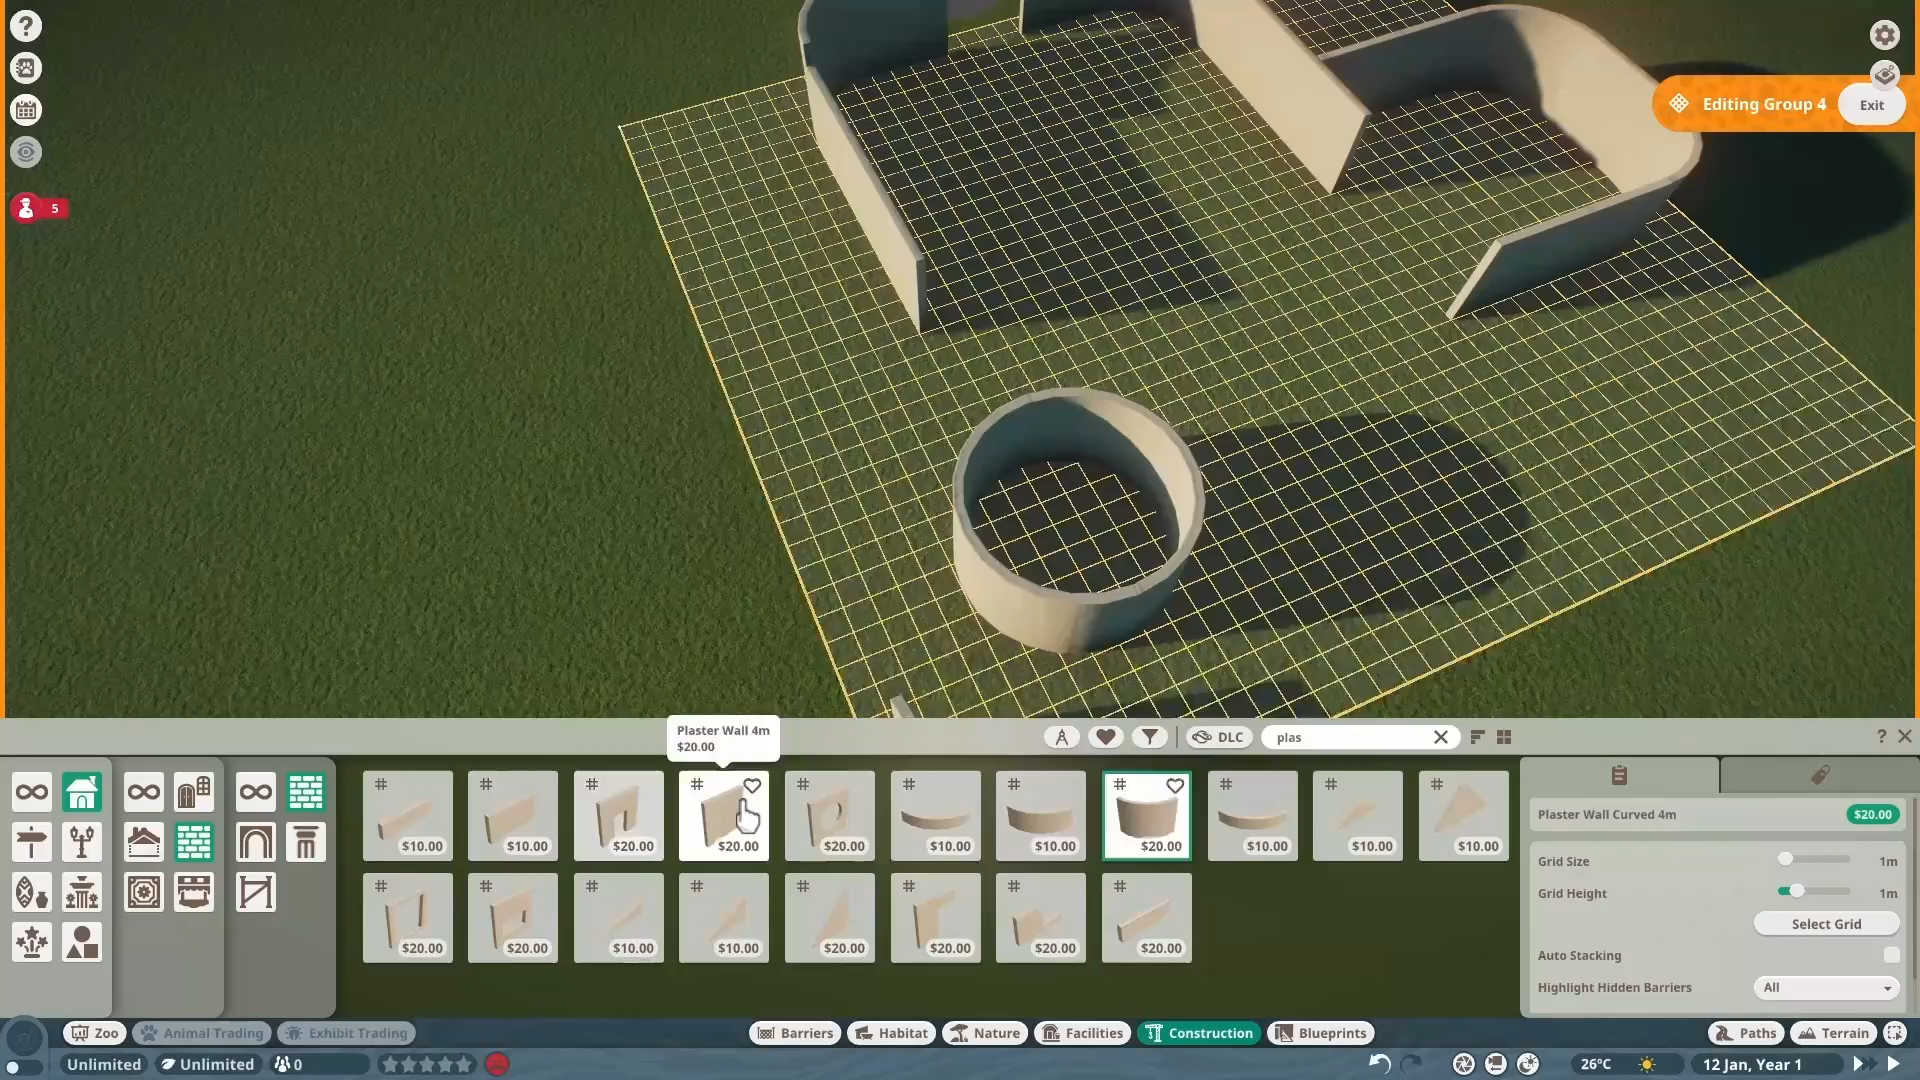 ?
Editing Group 4
Exit
5
Plaster Wall 4m
$20.00
DLC
plas
?
$10.00
$10.00
$20.00
$20.00
$20.00
$10.00
$10.00
$20.00
$10.00
$10.00
$10.00
$20.00
$20.00
$10.00
$10.00
$20.00
$20.00
$20.00
$20.00
Plaster Wall Curved 4m
$20.00
Grid Size
1m
Grid Height
1m
Select Grid
Auto Stacking
Highlight Hidden Barriers
All
Zoo
Animal Trading
Exhibit Trading
Barriers
Habitat
Nature
Facilities
Construction
Blueprints
Paths
Terrain
Unlimited
Unlimited
0
26°C
12 Jan, Year 1